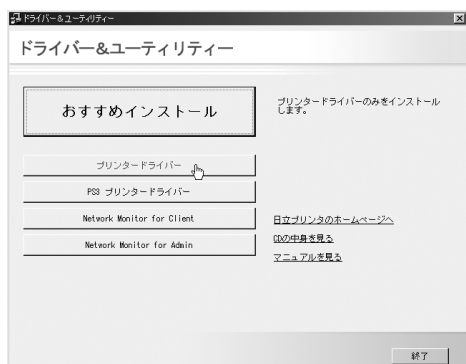 ドライバー&ユーティリティー
ドライバー&ユーティリティー
おすすめインストール
プリンタードライバーのみをインストール
します。
プリンタードライバー
PS3 プリンタードライバー
Network Monitor for Client
日立プリンタのホームページへ
Network Monitor for Admin
CDの中身を見る
マニュアルを見る
終了